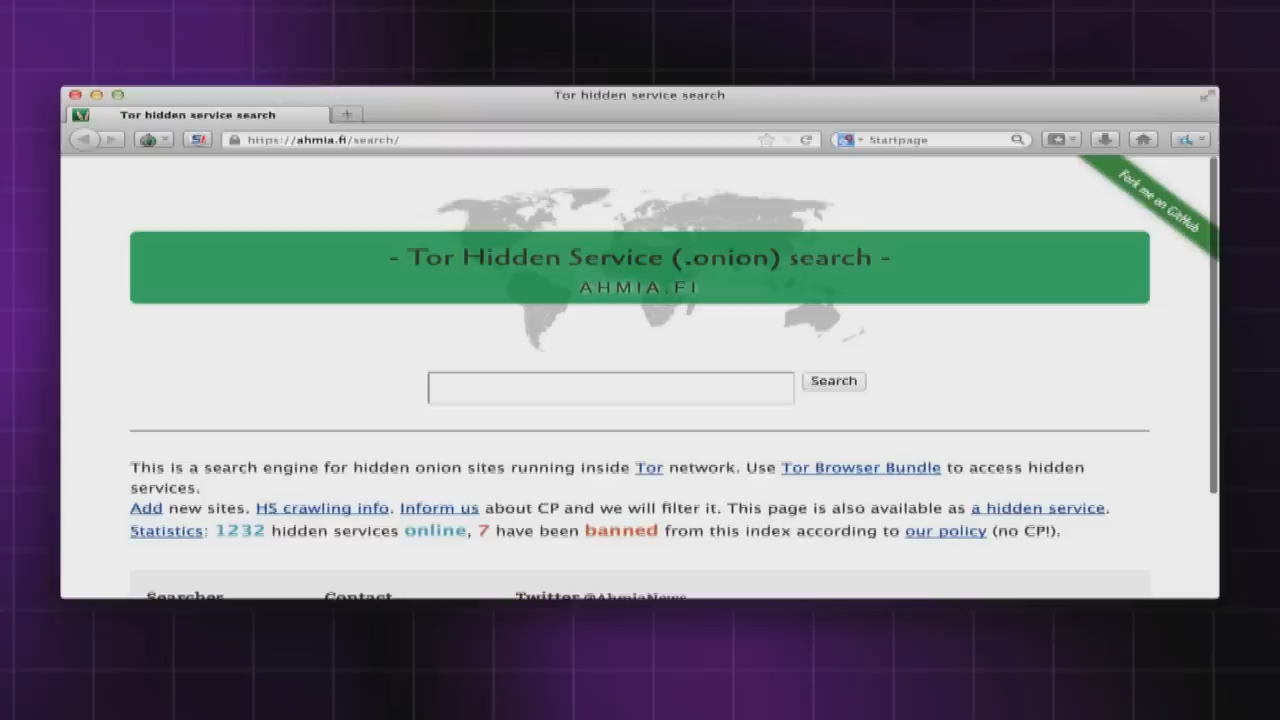 Tor hidden service search
Tor hidden service search
https://ahmia.fi/search/
Startpage
Fork me on GitHub
- Tor Hidden Service (.onion) search -
AHMIA.FI
Search
This is a search engine for hidden onion sites running inside Tor network. Use Tor Browser Bundle to access hidden
services.
Add new sites. HS crawling info. Inform us about CP and we will filter it. This page is also available as a hidden service.
Statistics: 1232 hidden services online, 7 have been banned from this index according to our policy (no CP!).
Searches Contact Twitter @AhmiaNews